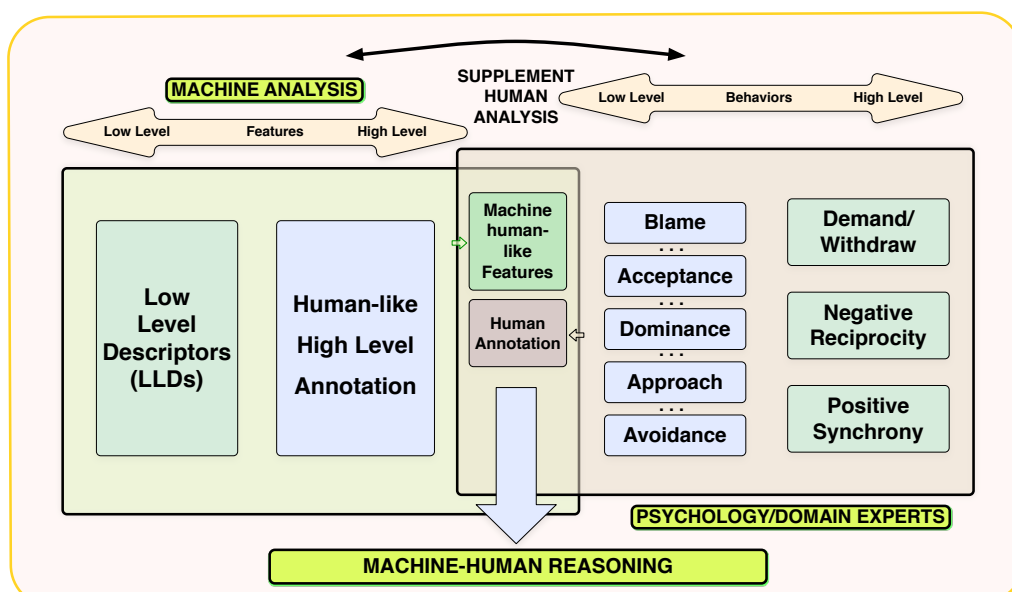 MACHINE ANALYSIS
Low Level Features High Level
SUPPLEMENT
HUMAN
ANALYSIS
Low Level Behaviors High Level
Low
Level
Descriptors
(LLDs)
Human-like
High Level
Annotation
Machine
human-
like
Features
Human
Annotation
Blame
. . .
Acceptance
. . .
Dominance
. . .
Approach
. . .
Avoidance
Demand/
Withdraw
Negative
Reciprocity
Positive
Synchrony
PSYCHOLOGY/DOMAIN EXPERTS
MACHINE-HUMAN REASONING